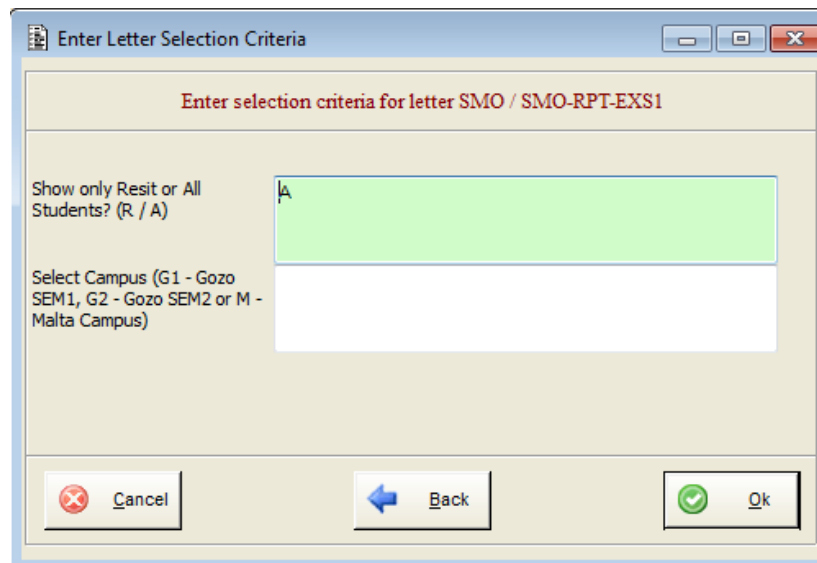 Enter Letter Selection Criteria
Enter selection criteria for letter SMO / SMO-RPT-EXS1
Show only Resit or All
Students? (R / A)
A
Select Campus (G1 - Gozo
SEM1, G2 - Gozo SEM2 or M -
Malta Campus)
Cancel
Back
Ok